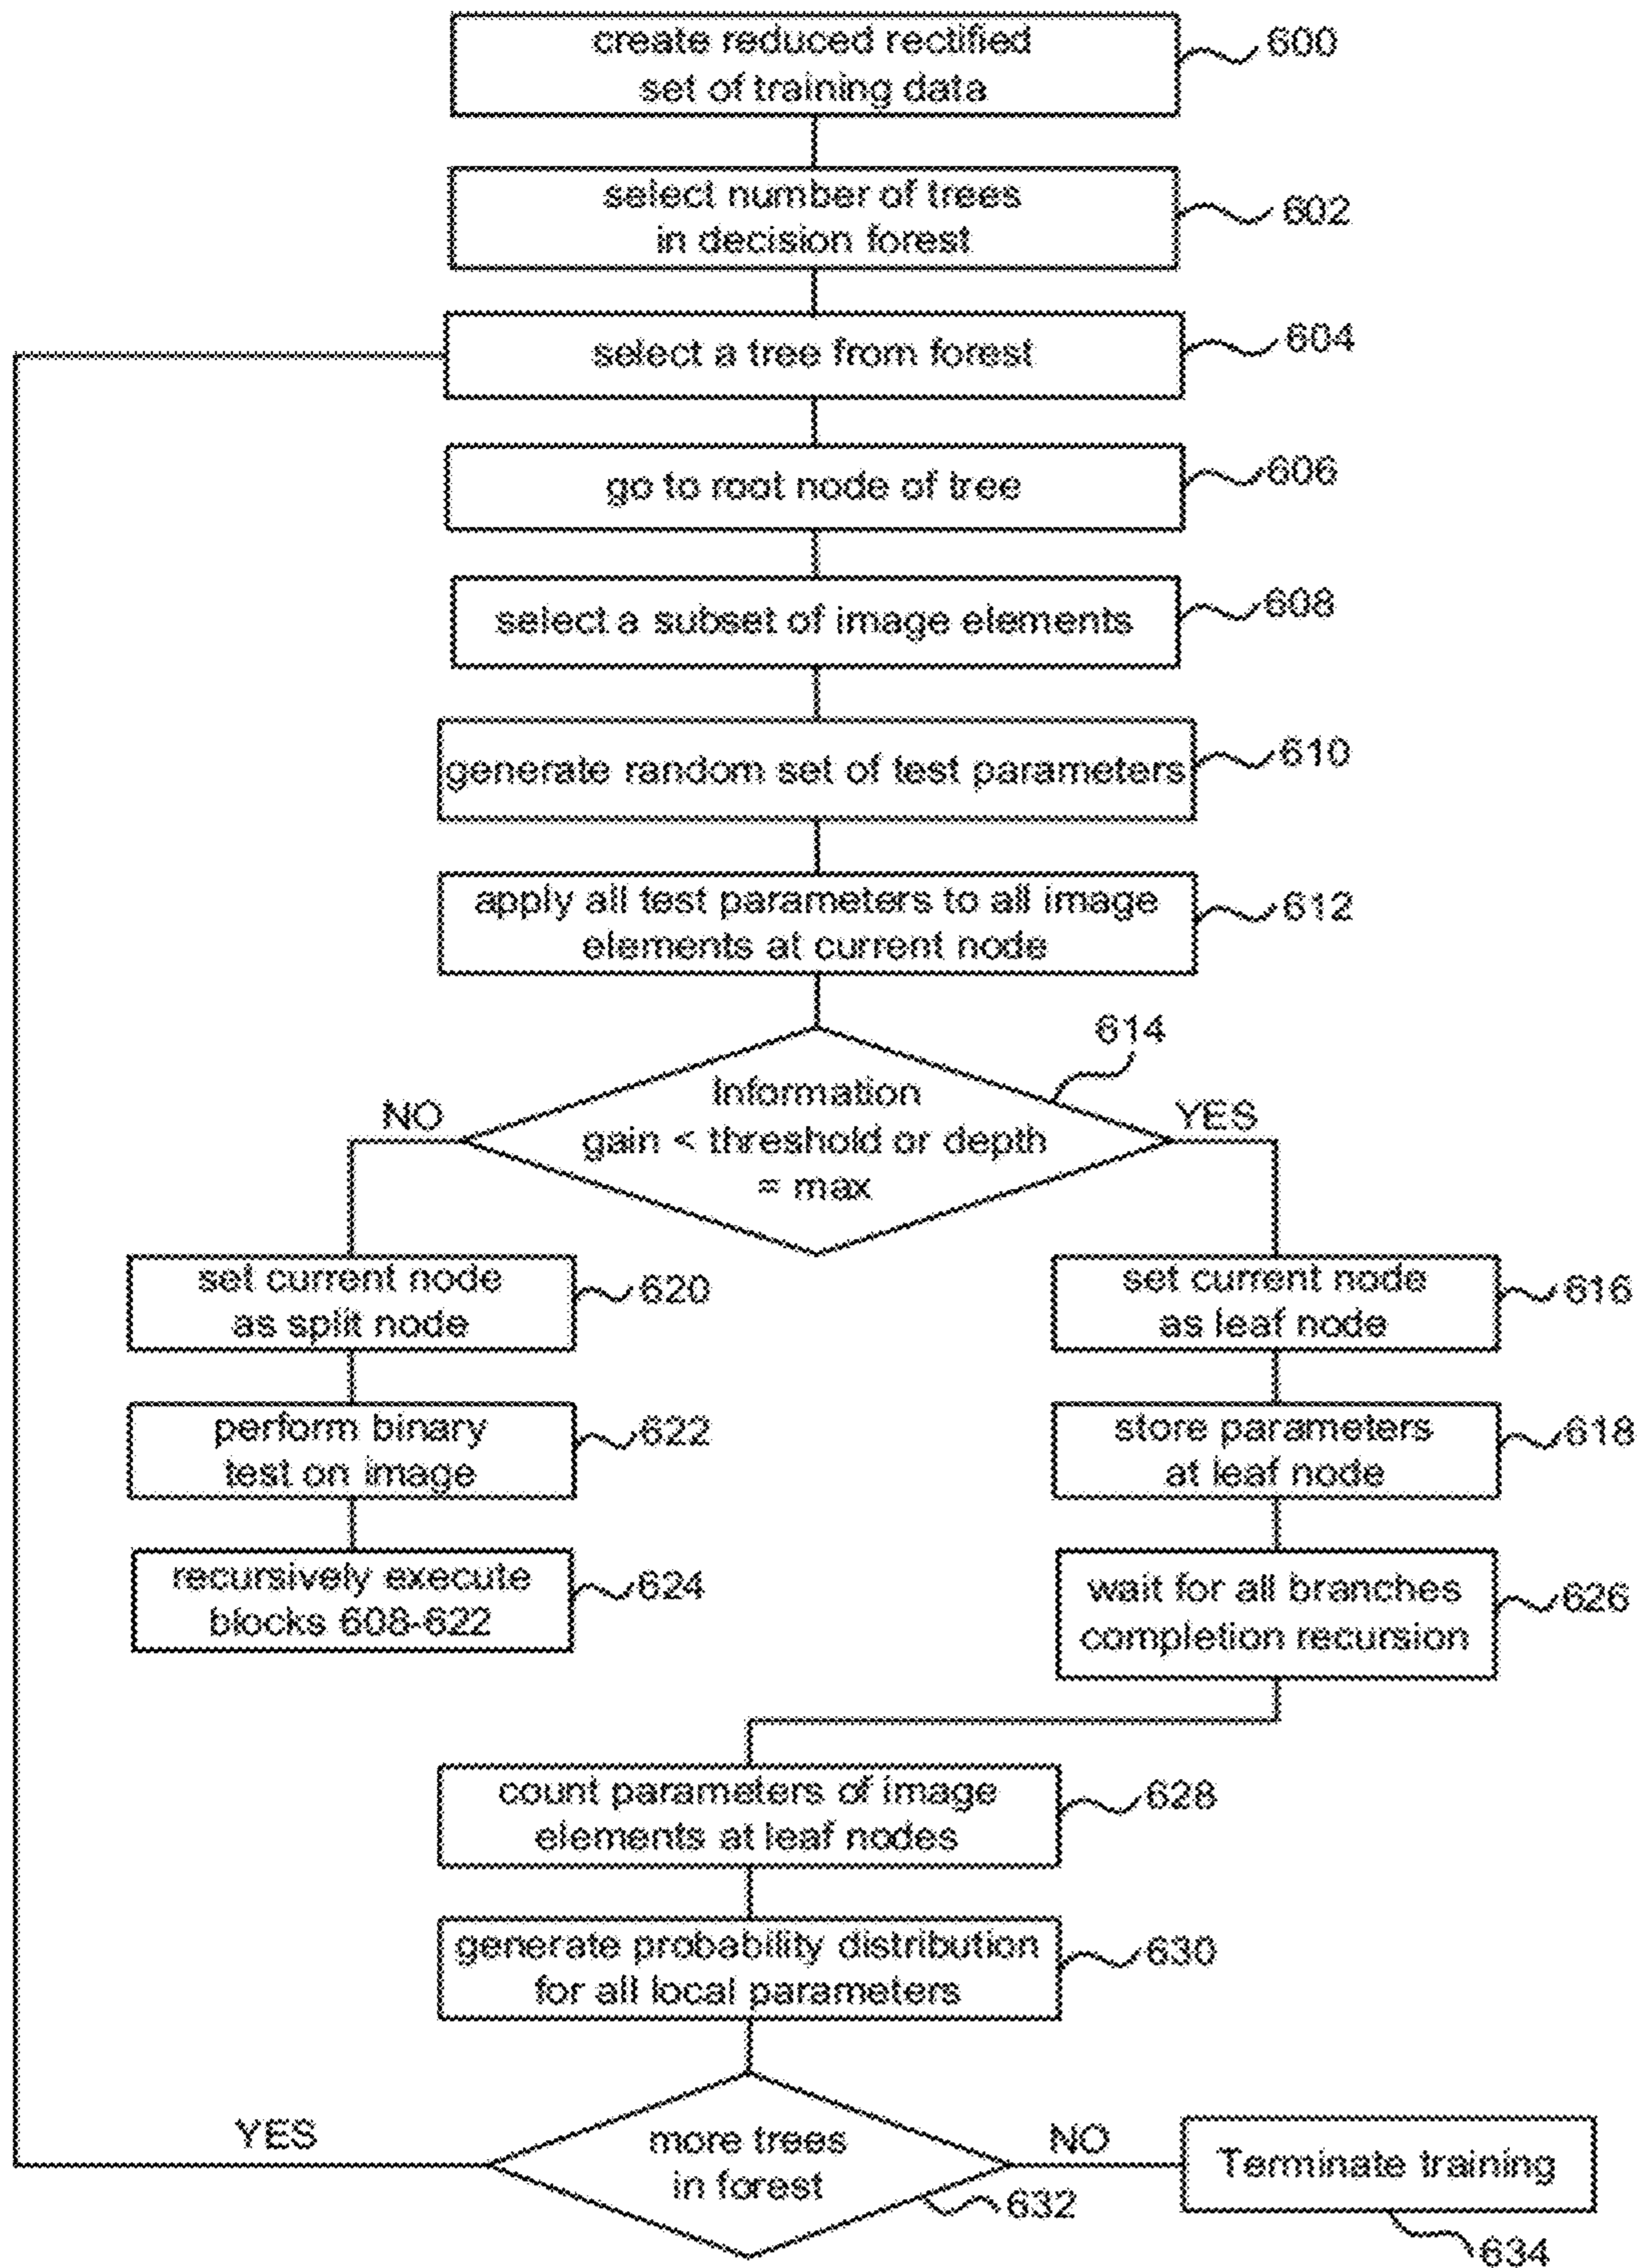 create reduced rectified
set of training data
600
select number of trees
in decision forest
602
select a tree from forest
604
go to root node of tree
606
select a subset of image elements
608
generate random set of test parameters
610
apply all test parameters to all image
elements at current node
612
614
Information
gain < threshold or depth
= max
NO
YES
set current node
as split node
620
set current node
as leaf node
616
perform binary
test on image
622
store parameters
at leaf node
618
recursively execute
blocks 608-622
624
wait for all branches
completion recursion
626
count parameters of image
elements at leaf nodes
628
generate probability distribution
for all local parameters
630
YES
more trees
in forest
632
NO
Terminate training
634